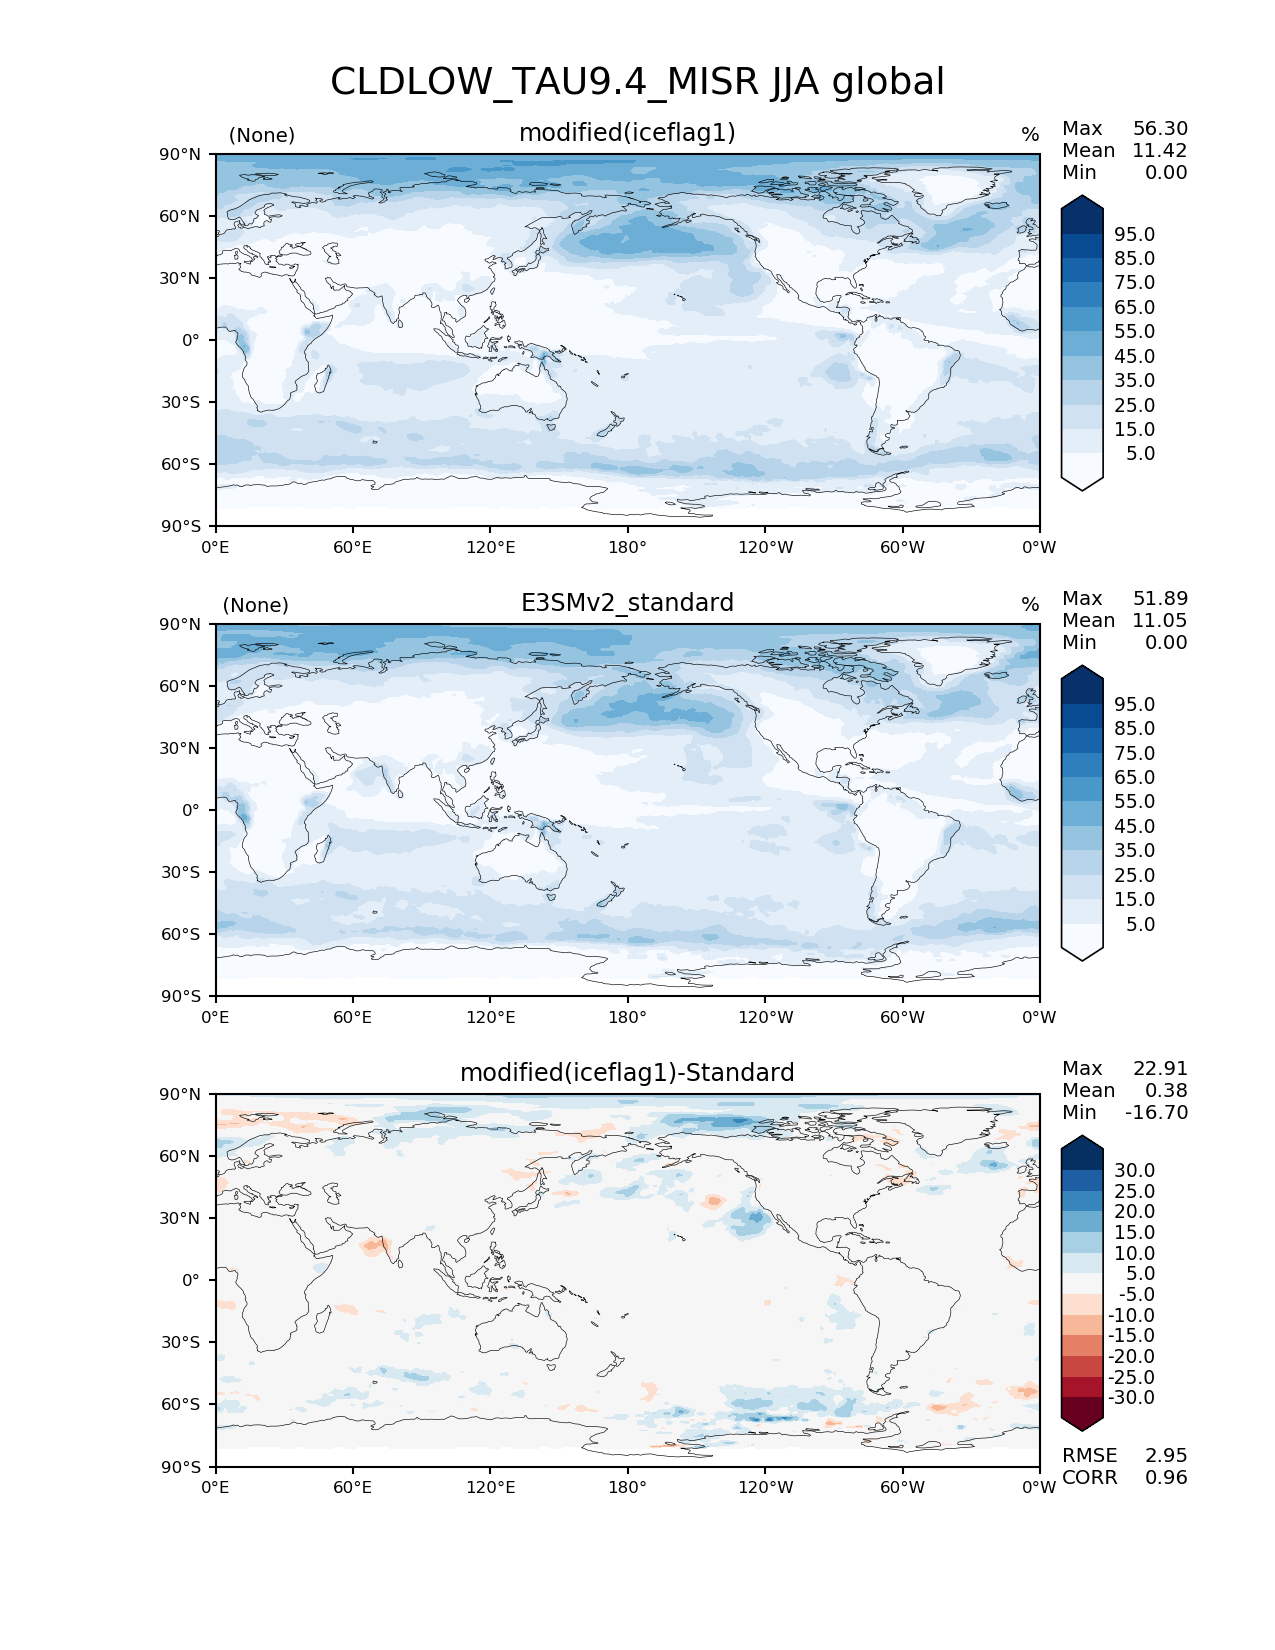 CLDLOW_TAU9.4_MISR JJA global
(None) modified(iceflag1) %
Max 56.30
Mean 11.42
Min 0.00
90°N
60°N
30°N
0°
30°S
60°S
90°S
0°E 60°E 120°E 180° 120°W 60°W 0°W
95.0
85.0
75.0
65.0
55.0
45.0
35.0
25.0
15.0
5.0
(None) E3SMv2_standard %
Max 51.89
Mean 11.05
Min 0.00
90°N
60°N
30°N
0°
30°S
60°S
90°S
0°E 60°E 120°E 180° 120°W 60°W 0°W
95.0
85.0
75.0
65.0
55.0
45.0
35.0
25.0
15.0
5.0
modified(iceflag1)-Standard
Max 22.91
Mean 0.38
Min -16.70
90°N
60°N
30°N
0°
30°S
60°S
90°S
0°E 60°E 120°E 180° 120°W 60°W 0°W
30.0
25.0
20.0
15.0
10.0
5.0
-5.0
-10.0
-15.0
-20.0
-25.0
-30.0
RMSE 2.95
CORR 0.96